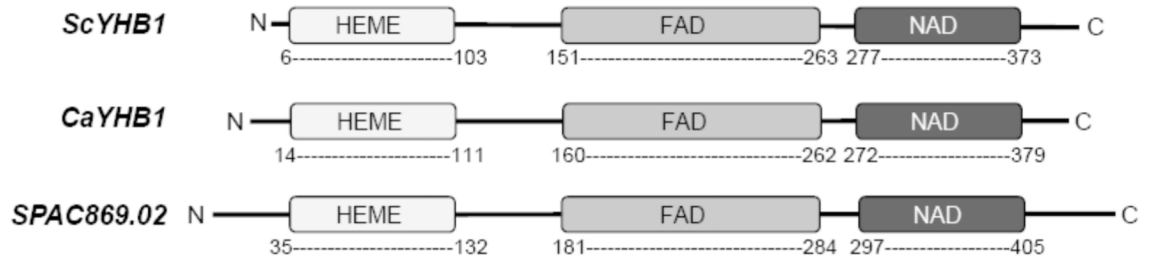 ScYHB1 N HEME FAD NAD C
6----------------------103 151-------------------------------263 277-----------------373
CaYHB1 N HEME FAD NAD C
14---------------------111 160------------------------------262 272------------------379
SPAC869.02 N HEME FAD NAD C
35----------------------132 181------------------------------284 297-----------------405